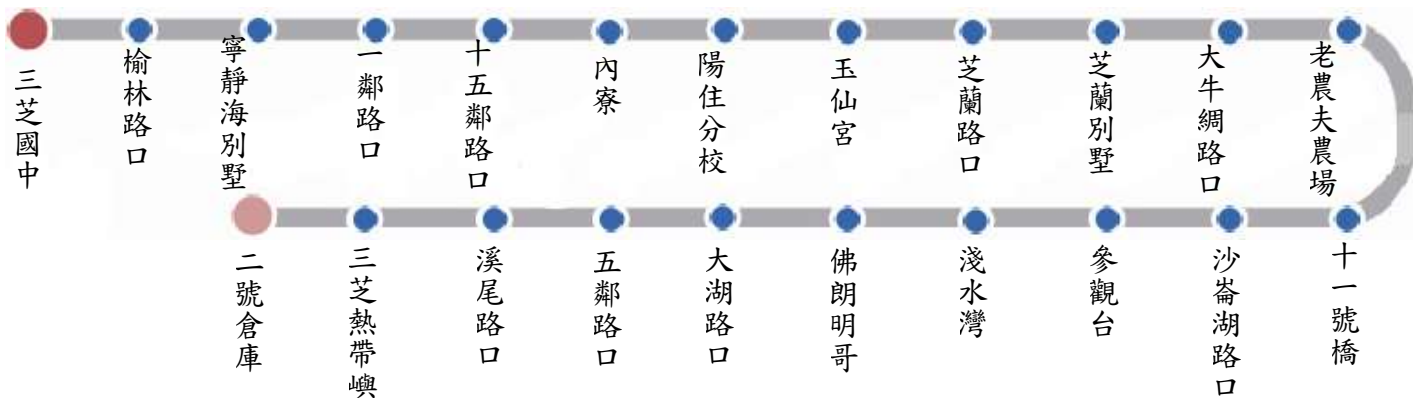 三芝國中
榆林路口
寧靜海別墅
一鄰路口
十五鄰路口
內寮
陽住分校
玉仙宮
芝蘭路口
芝蘭別墅
大牛綢路口
老農夫農場
十一號橋
沙崙湖路口
參觀台
淺水灣
佛朗明哥
大湖路口
五鄰路口
溪尾路口
三芝熱帶嶼
二號倉庫